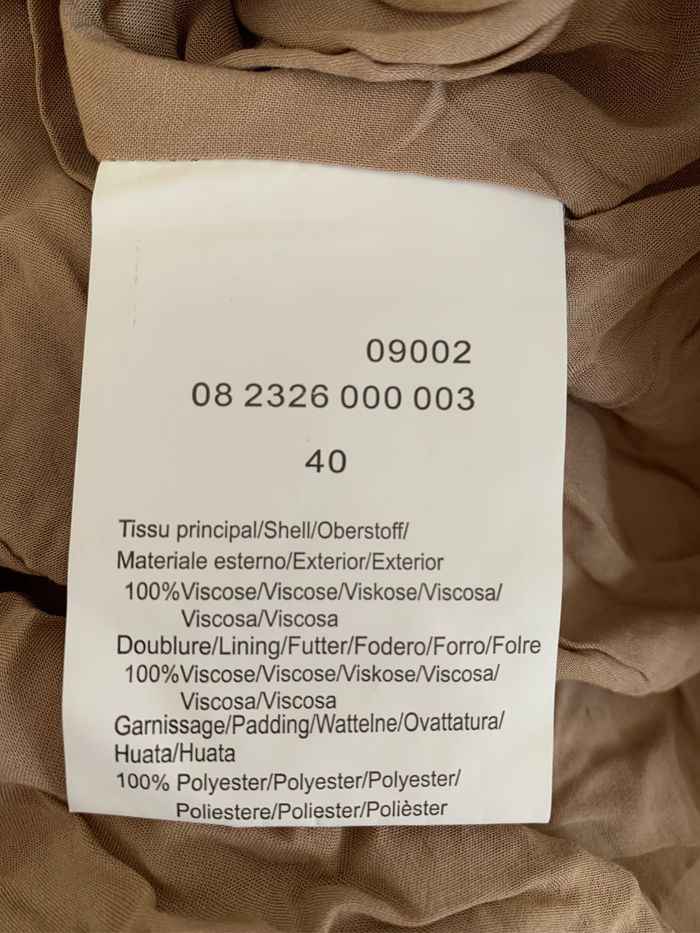 09002
08 2326 000 003
40
Tissu principal/Shell/Oberstoff/
Materiale esterno/Exterior/Exterior
100%Viscose/Viscose/Viskose/Viscosa/
Viscosa/Viscosa
Doublure/Lining/Futter/Fodero/Forro/Folre
100%Viscose/Viscose/Viskose/Viscosa/
Viscosa/Viscosa
Garnissage/Padding/Wattelne/Ovattatura/
Huata/Huata
100% Polyester/Polyester/Polyester/
Poliestere/Poliester/Polièster